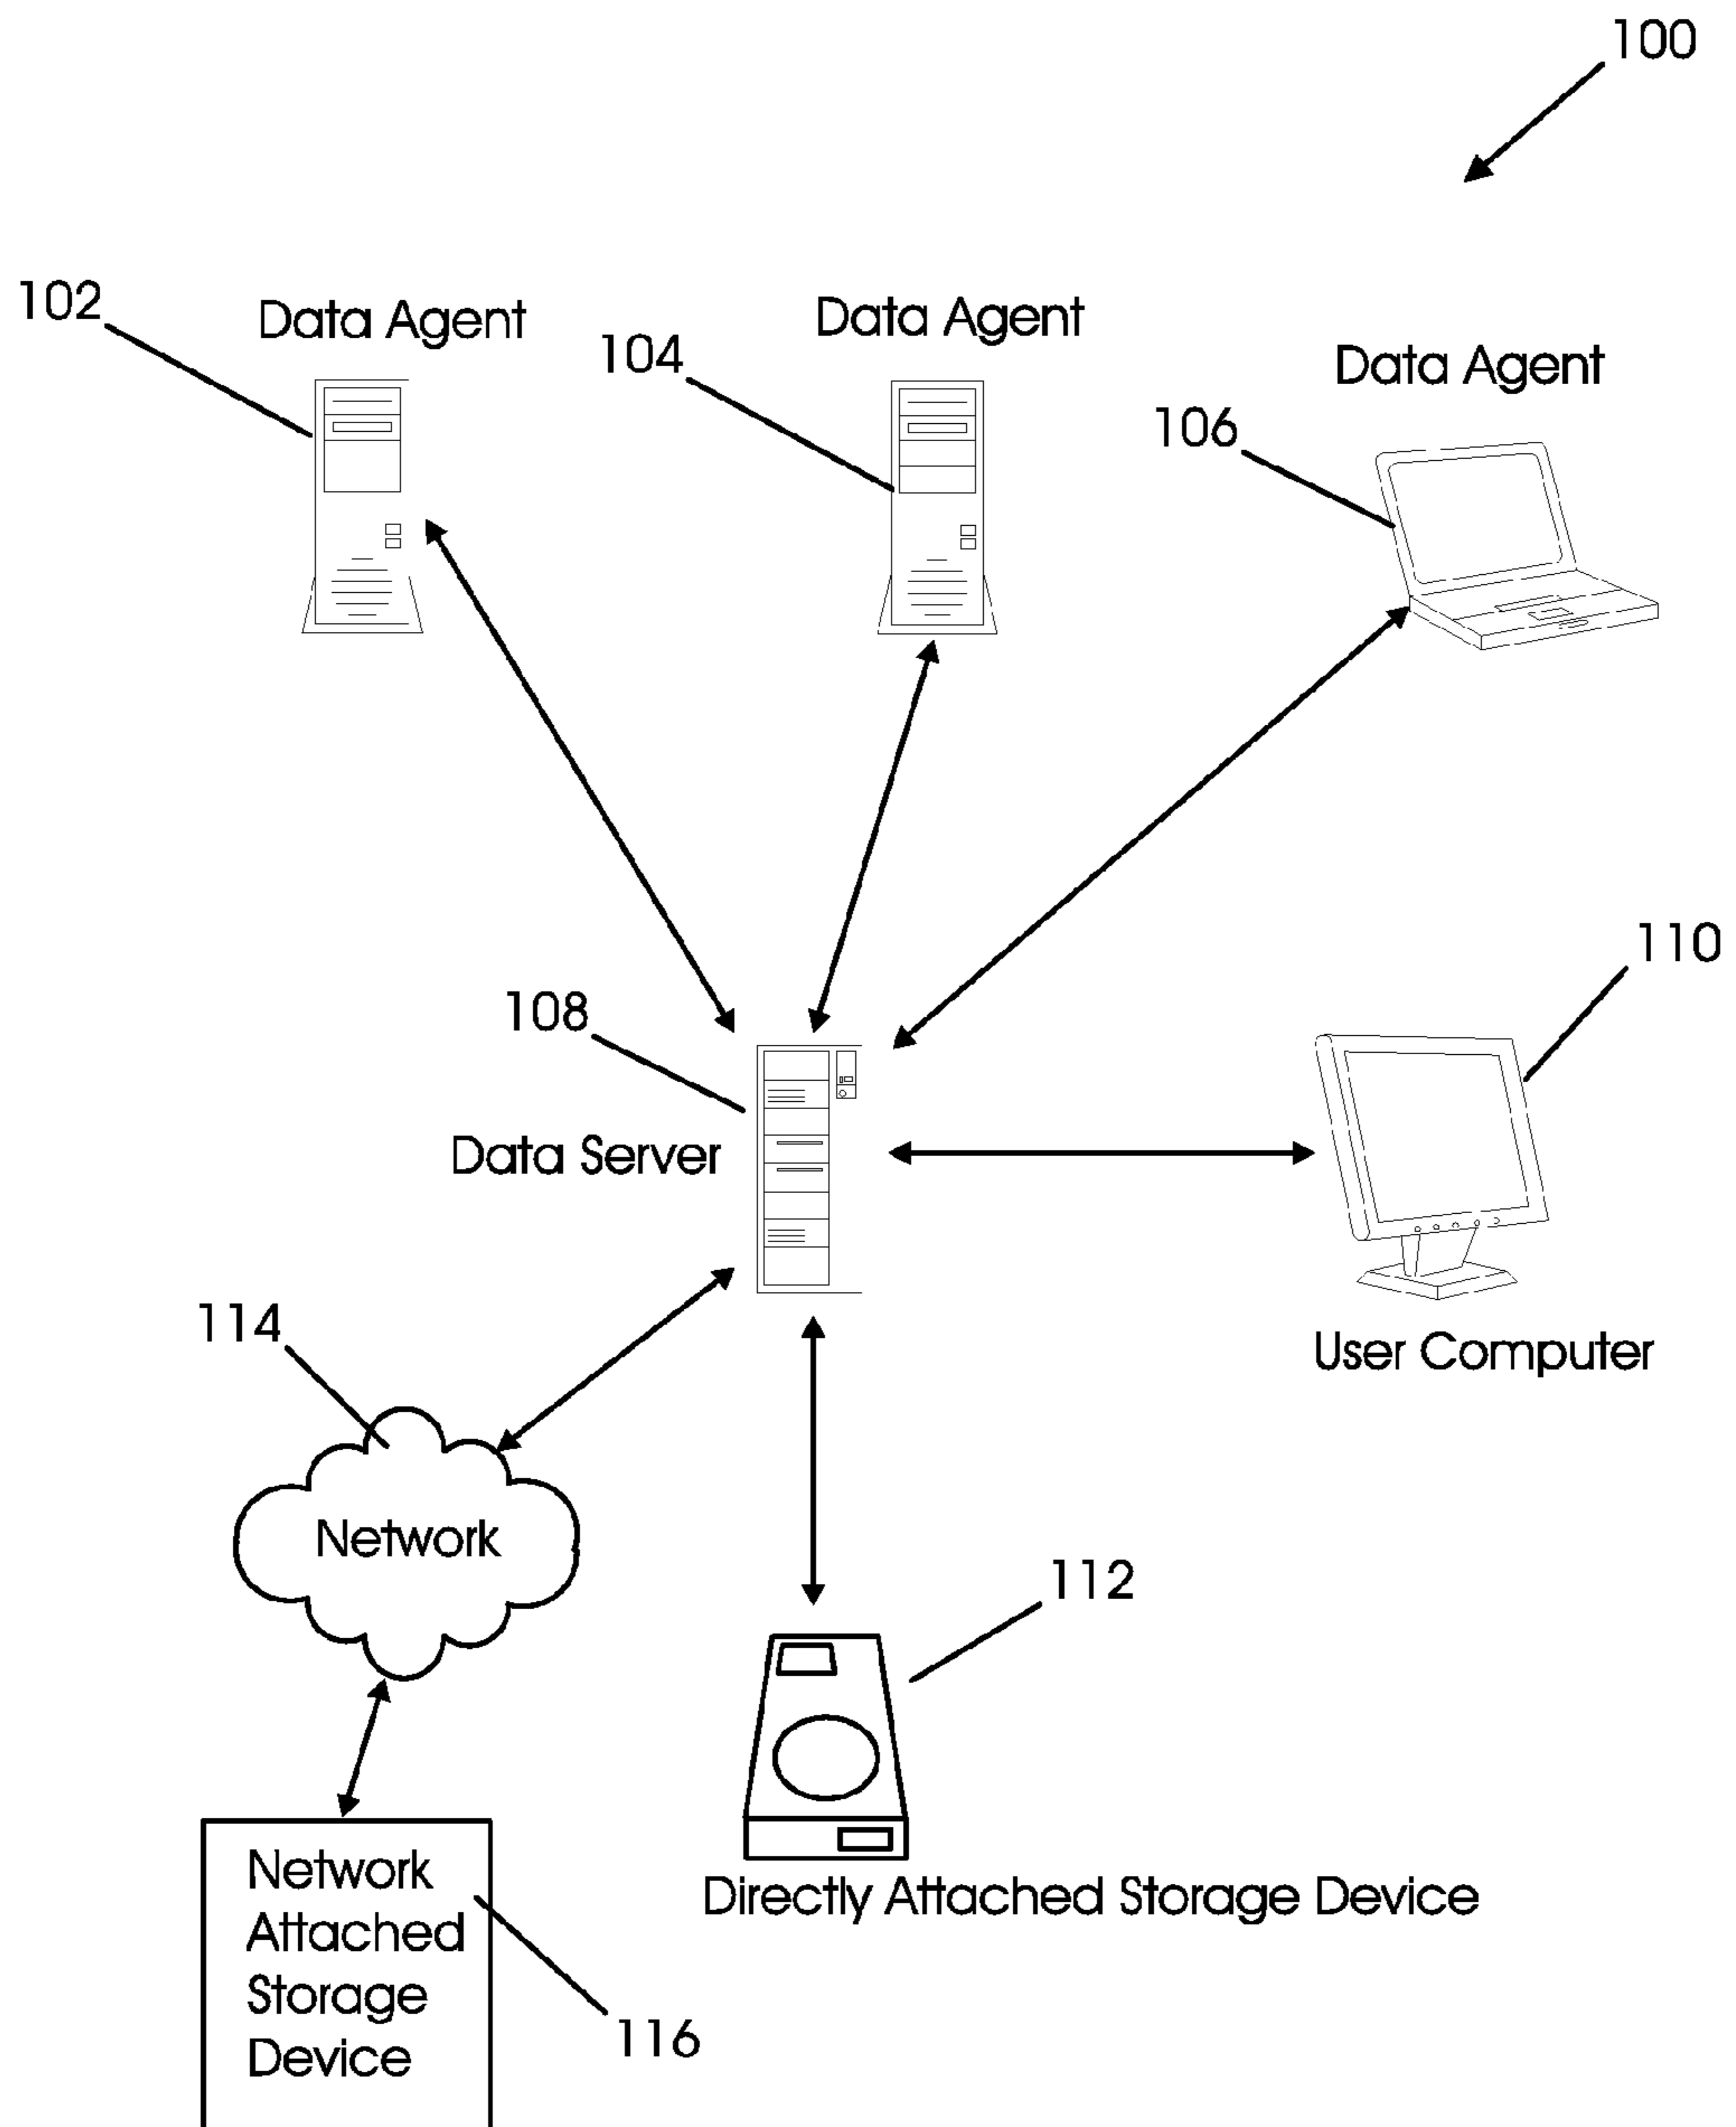 100
102
Data Agent
Data Agent
104
Data Agent
106
110
108
Data Server
114
User Computer
Network
112
Network
Attached
Storage
Device
Directly Attached Storage Device
116